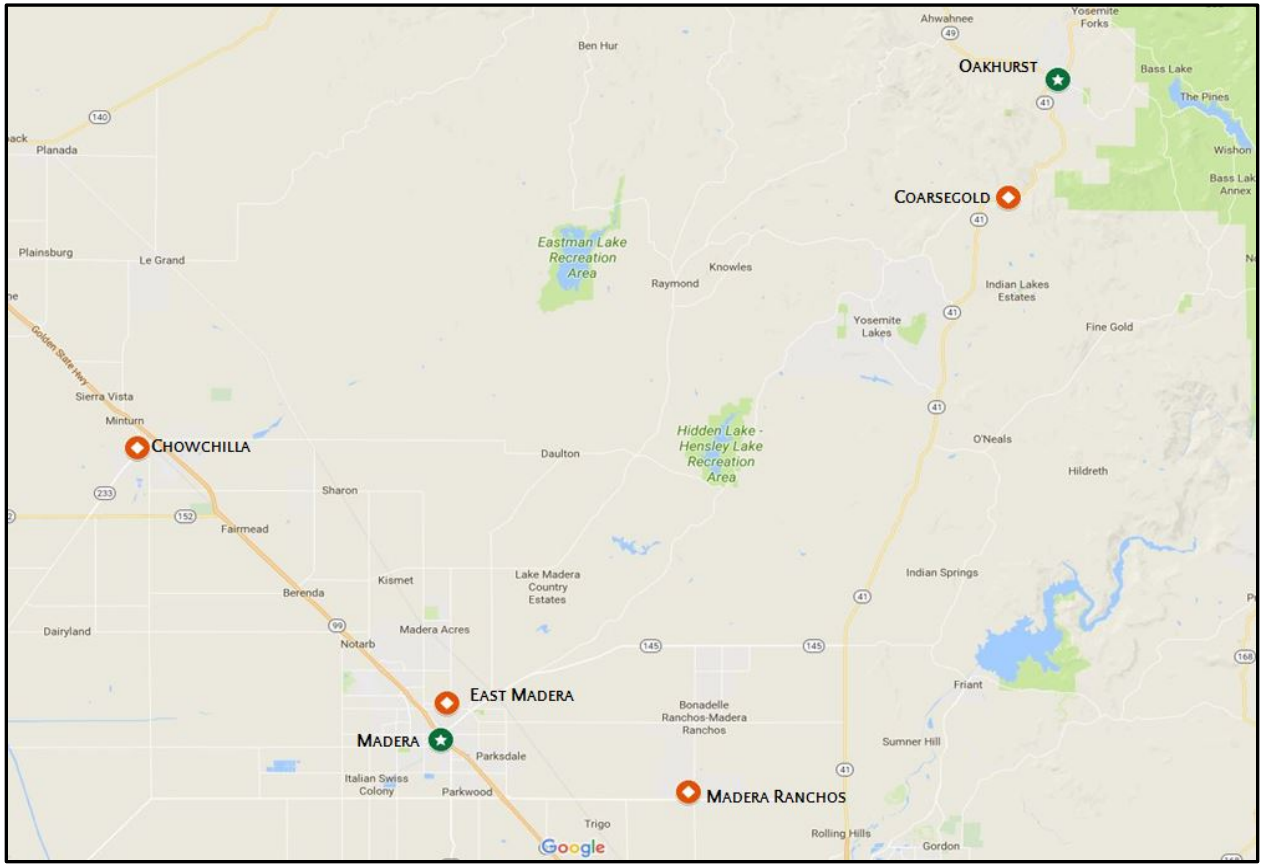 Ahwahnee
Yosemite
Forks
49
Ben Hur
OAKHURST
Bass Lake
The Pines
41
140
Planada
Wishon
Bass Lak
Annex
COARSEGOLD
41
Plainsburg
Le Grand
Eastman Lake
Recreation
Area
Knowles
Raymond
Indian Lakes
Estates
41
Yosemite
Lakes
Fine Gold
Golden State Hwy
Sierra Vista
Minturn
41
CHOWCHILLA
Hidden Lake -
Hensley Lake
Recreation
Area
Daulton
O'Neals
Hildreth
233
Sharon
152
Fairmead
Indian Springs
Kismet
Lake Madera
Country
Estates
Berenda
41
99
Dairyland
Madera Acres
Notarb
145
145
168
Friant
EAST MADERA
Bonadelle
Ranchos-Madera
Ranchos
MADERA
Sumner Hill
Parksdale
41
Italian Swiss
Colony
Parkwood
MADERA RANCHOS
Trigo
Rolling Hills
Google
Gordon